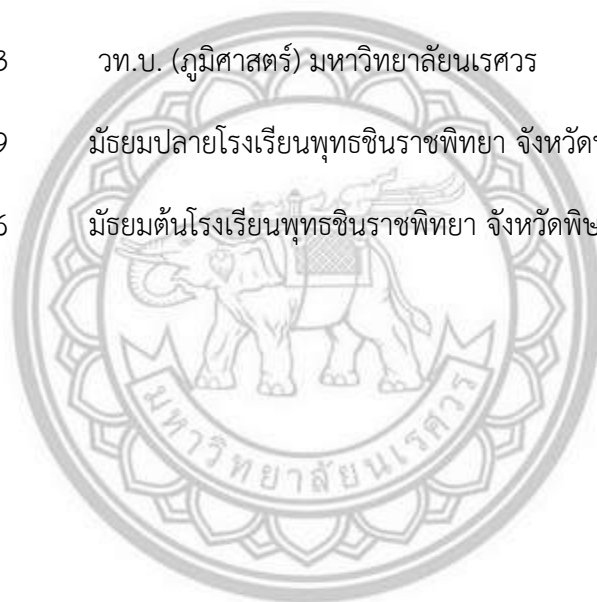 3 วท.บ. (ภูมิศาสตร์) มหาวิทยาลัยนเรศวร
9 มัธยมปลายโรงเรียนพุทธชินราชพิทยา จังหวัด
6 มัธยมต้นโรงเรียนพุทธชินราชพิทยา จังหวัดพิษ
มหาวิทยาลัยนเรศวร